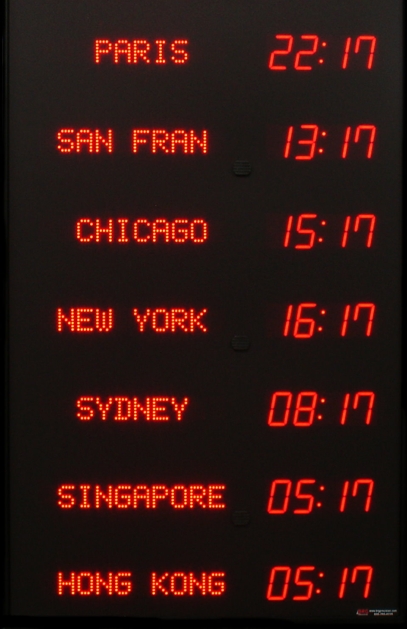 PARIS 22:17
SAN FRAN 13:17
CHICAGO 15:17
NEW YORK 16:17
SYDNEY 08:17
SINGAPORE 05:17
HONG KONG 05:17